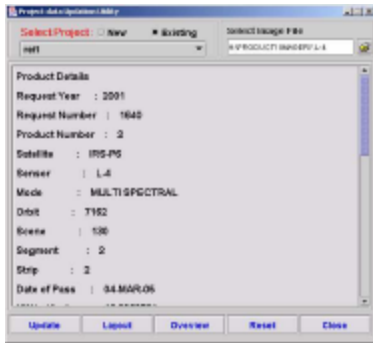 Project data Updation Utility
Select Project : New Existing
Select Image File
Product Details
Request Year : 2001
Request Number : 1640
Product Number : 2
Satellite : IRS-P6
Sensor : L-4
Mode : MULTI SPECTRAL
Orbit : 7162
Scene : 130
Segment : 2
Strip : 2
Date of Pass : 04-MAR-05
Update Layout Overview Reset Close